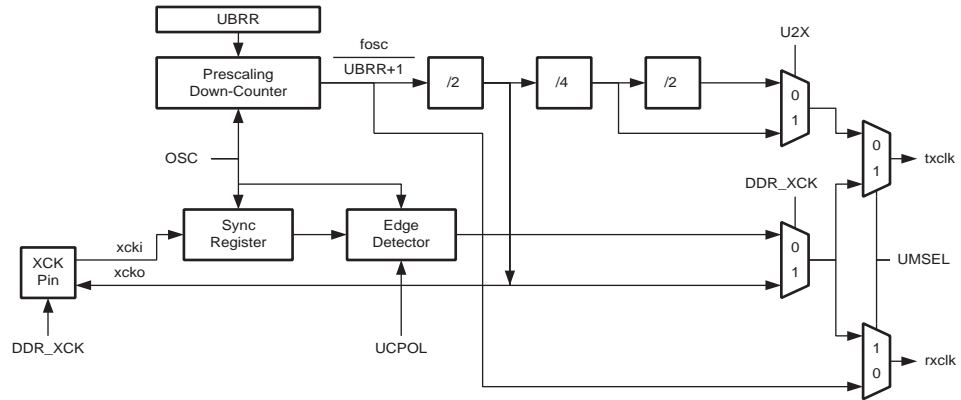 UBRR
U2X
fosc
Prescaling
Down-Counter
UBRR+1
/2
/4
/2
0
1
OSC
0
1
txclk
DDR_XCK
Sync
Register
Edge
Detector
xcki
0
1
XCK
Pin
xcko
UMSEL
DDR_XCK
UCPOL
1
0
rxclk